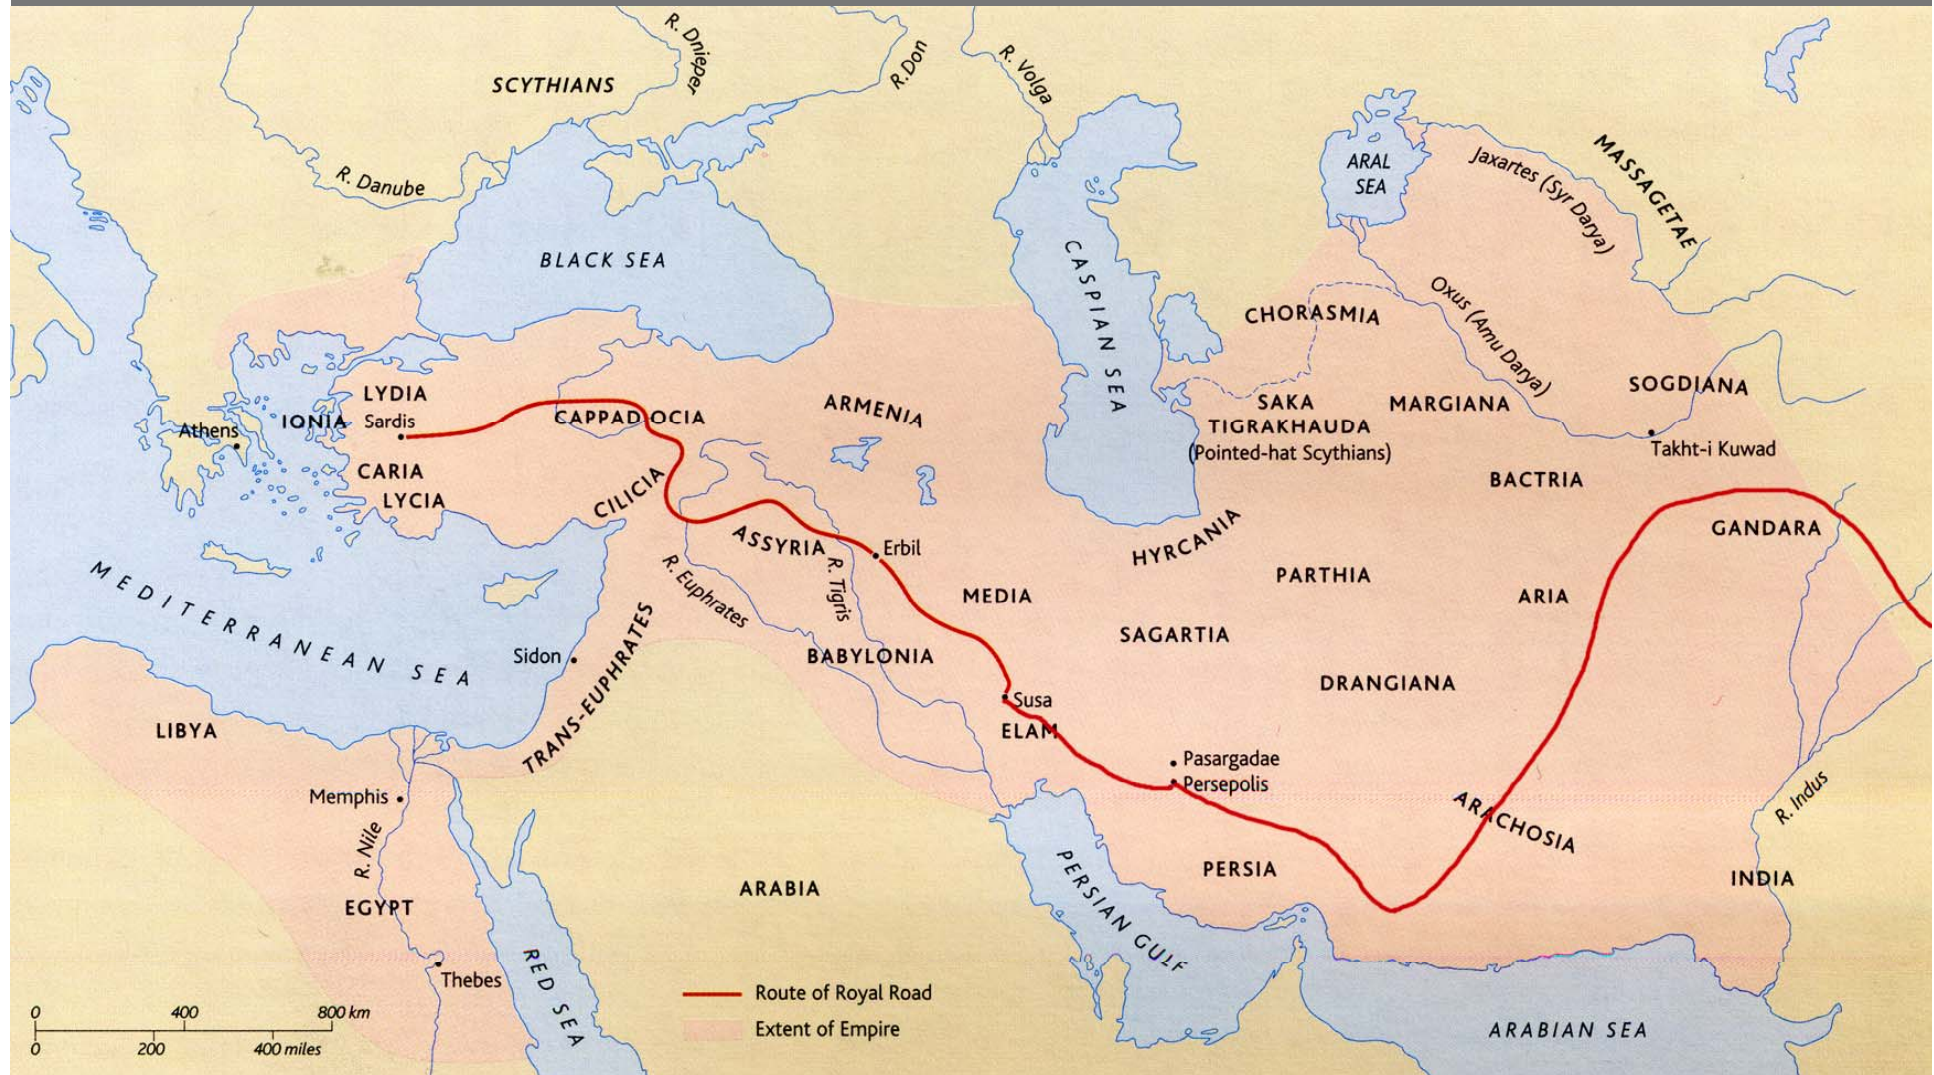 R. Dnieper
R. Don
R. Volga
SCYTHIANS
R. Danube
ARAL
SEA
Jaxartes (Syr Darya)
MASSAGETAE
BLACK SEA
CASPIAN SEA
CHORASMIA
Oxus (Amu Darya)
SOGDIANA
LYDIA
IONIA
Sardis
Athens
CAPPADOCIA
ARMENIA
SAKA
TIGRAKHAUDA
(Pointed-hat Scythians)
MARGIANA
Takht-i Kuwad
CARIA
LYCIA
CILICIA
BACTRIA
GANDARA
ASSYRIA
Erbil
HYRCANIA
R. Euphrates
R. Tigris
MEDIA
PARTHIA
ARIA
MEDITERRANEAN SEA
Sidon
TRANS-EUPHRATES
BABYLONIA
SAGARTIA
DRANGIANA
Susa
ELAM
LIBYA
Pasargadae
Persepolis
Memphis
R. Nile
ARACHOSIA
R. Indus
EGYPT
ARABIA
PERSIAN GULF
PERSIA
INDIA
Thebes
RED SEA
Route of Royal Road
Extent of Empire
ARABIAN SEA
0 400 800 km
0 200 400 miles